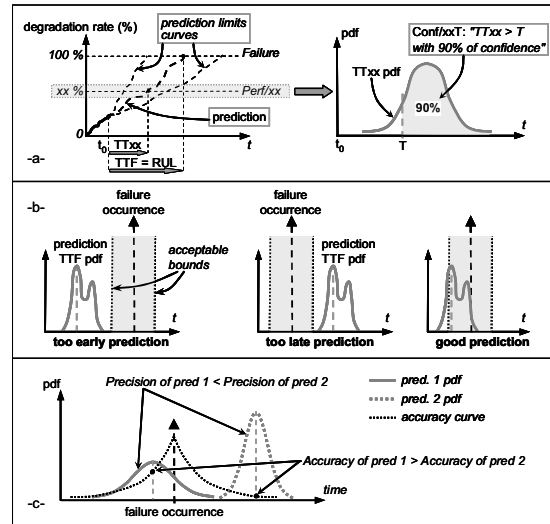 degradation rate (%)
prediction limits
curves
100 %
Failure
xx %
Perf/xx
prediction
0
t
t0
TTxx
TTF = RUL
-a-
pdf
Conf/xxT: "TTxx > T
with 90% of confidence"
TTxx pdf
90%
t0
T
t
-b-
failure
occurrence
prediction
TTF pdf
acceptable
bounds
t
too early prediction
failure
occurrence
prediction
TTF pdf
t
too late prediction
t
good prediction
pdf
Precision of pred 1 < Precision of pred 2
pred. 1 pdf
pred. 2 pdf
accuracy curve
Accuracy of pred 1 > Accuracy of pred 2
time
-c-
failure occurrence